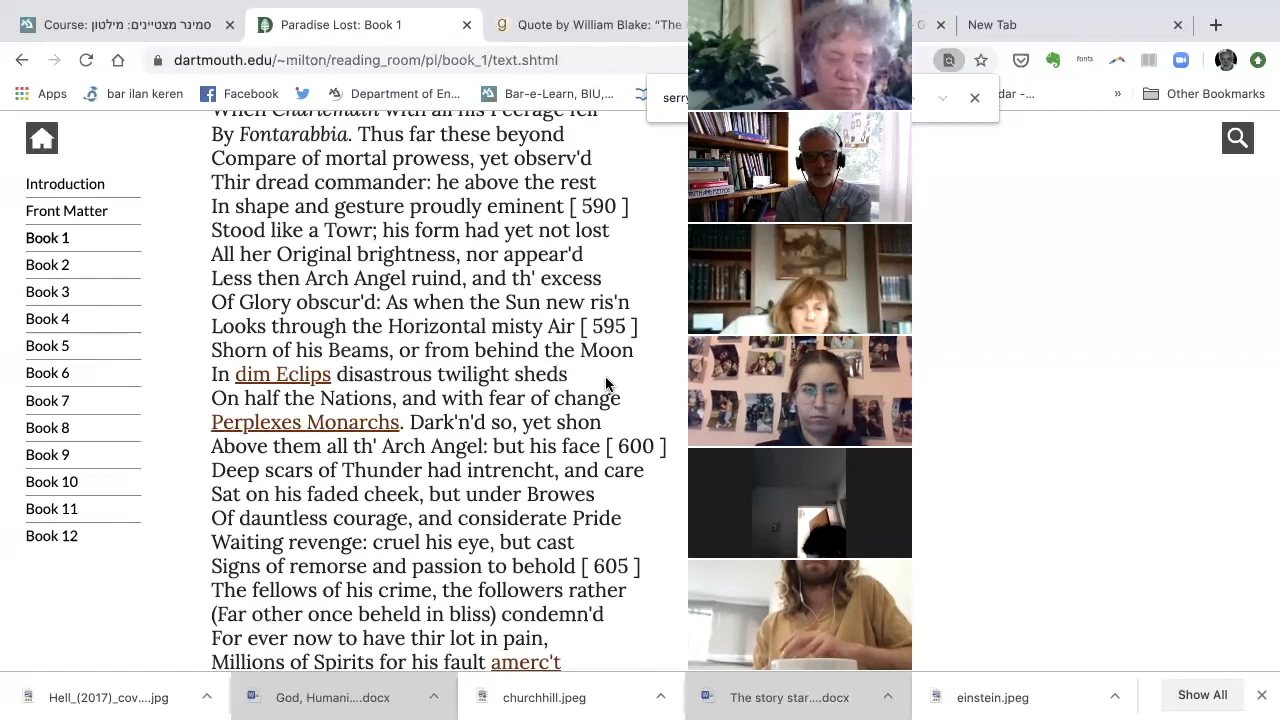 Course: סמינר מצטיינים: מילטון
Paradise Lost: Book 1
Quote by William Blake: “The
New Tab
dartmouth.edu/~milton/reading_room/pl/book_1/text.shtml
fonts
Apps
bar ilan keren
Facebook
Department of En...
Bar-e-Learn, BIU,...
dar -...
»
Other Bookmarks
serry
Introduction
Front Matter
Book 1
Book 2
Book 3
Book 4
Book 5
Book 6
Book 7
Book 8
Book 9
Book 10
Book 11
Book 12
When Charlemain with all his Peerage fell
By Fontarabbia. Thus far these beyond
Compare of mortal prowess, yet observ'd
Thir dread commander: he above the rest
In shape and gesture proudly eminent [ 590 ]
Stood like a Towr; his form had yet not lost
All her Original brightness, nor appear'd
Less then Arch Angel ruind, and th' excess
Of Glory obscur'd: As when the Sun new ris'n
Looks through the Horizontal misty Air [ 595 ]
Shorn of his Beams, or from behind the Moon
In dim Eclips disastrous twilight sheds
On half the Nations, and with fear of change
Perplexes Monarchs. Dark'n'd so, yet shon
Above them all th' Arch Angel: but his face [ 600 ]
Deep scars of Thunder had intrencht, and care
Sat on his faded cheek, but under Browes
Of dauntless courage, and considerate Pride
Waiting revenge: cruel his eye, but cast
Signs of remorse and passion to behold [ 605 ]
The fellows of his crime, the followers rather
(Far other once beheld in bliss) condemn'd
For ever now to have thir lot in pain,
Millions of Spirits for his fault amerc't
Hell_(2017)_cov....jpg
God, Humani....docx
churchhill.jpeg
The story star....docx
einstein.jpeg
Show All